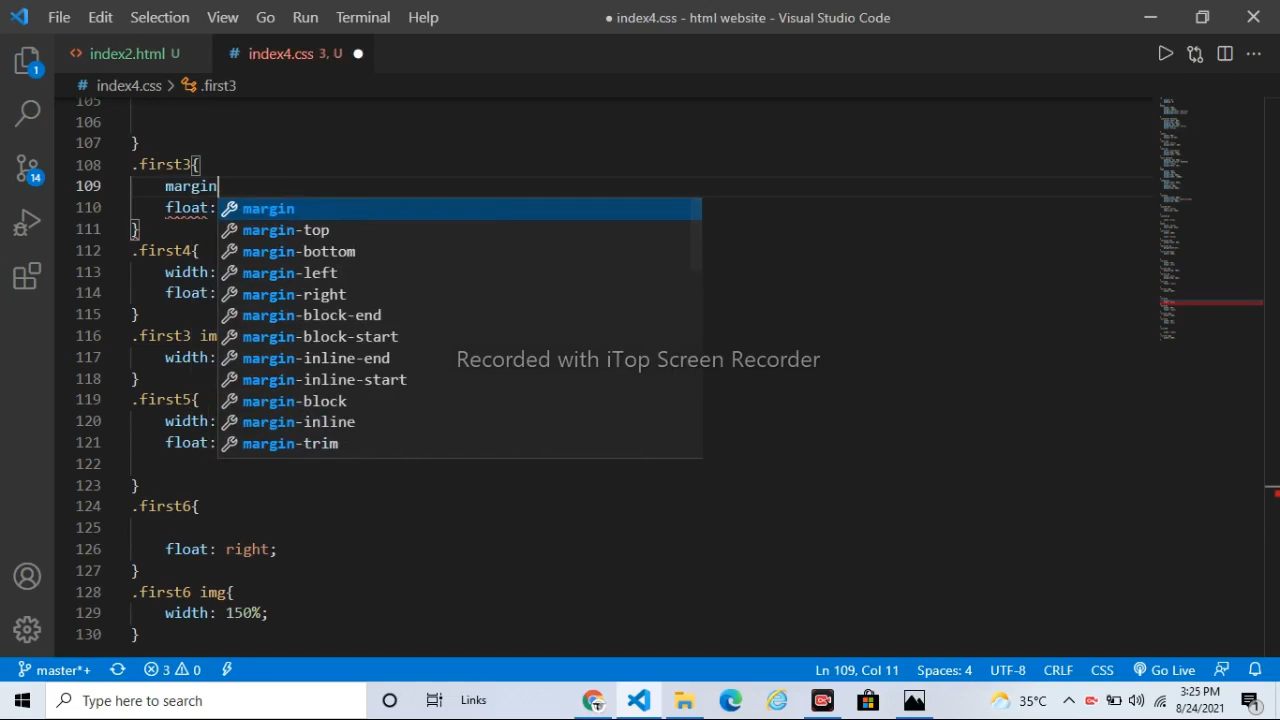 File Edit Selection View Go Run Terminal Help
● index4.css - html website - Visual Studio Code
<> index2.html U
# index4.css 3, U ●
# index4.css > .first3
1
14
105
106
107 }
108 .first3{
109 margin
110 float:
111 }
112 .first4{
113 width:
114 float:
115 }
116 .first3 im
117 width:
118 }
119 .first5{
120 width:
121 float:
122
123 }
124 .first6{
125
126 float: right;
127 }
128 .first6 img{
129 width: 150%;
130 }
margin
margin-top
margin-bottom
margin-left
margin-right
margin-block-end
margin-block-start
margin-inline-end
margin-inline-start
margin-block
margin-inline
margin-trim
Recorded with iTop Screen Recorder
master*+ 3 0 Ln 109, Col 11 Spaces: 4 UTF-8 CRLF CSS Go Live
Type here to search Links 35°C 3:25 PM
8/24/2021
1